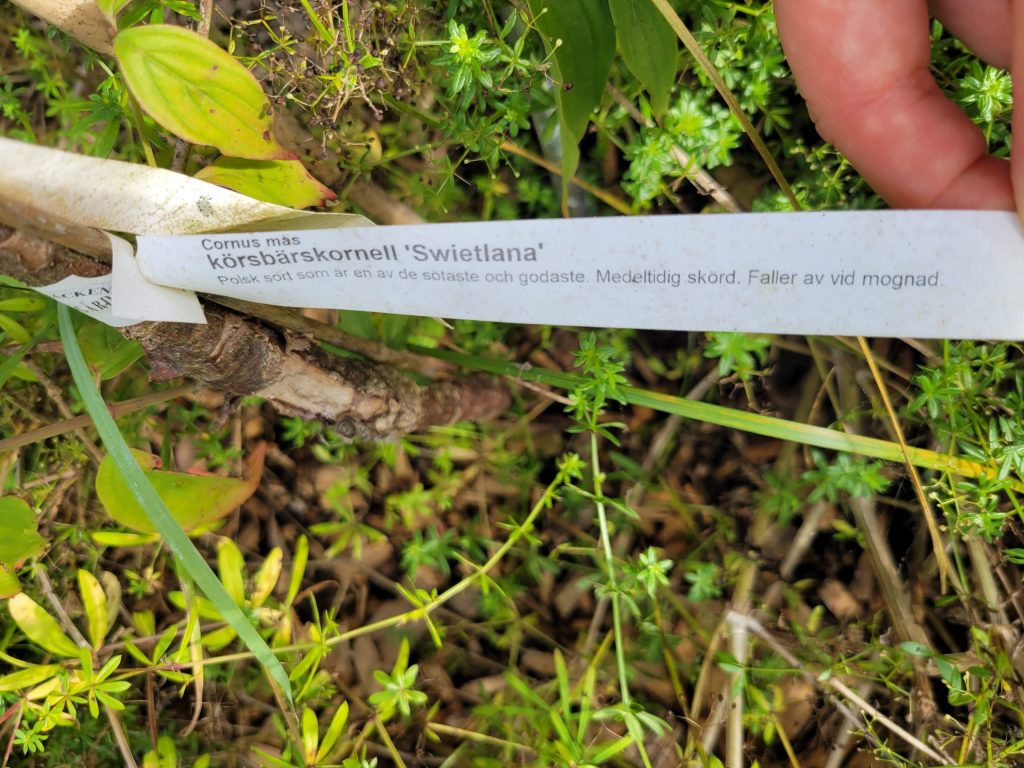 Cornus mas
körsbärskornell 'Swietlana'
Polsk sort som är en av de sötaste och godaste. Medeltidig skörd. Faller av vid mognad.